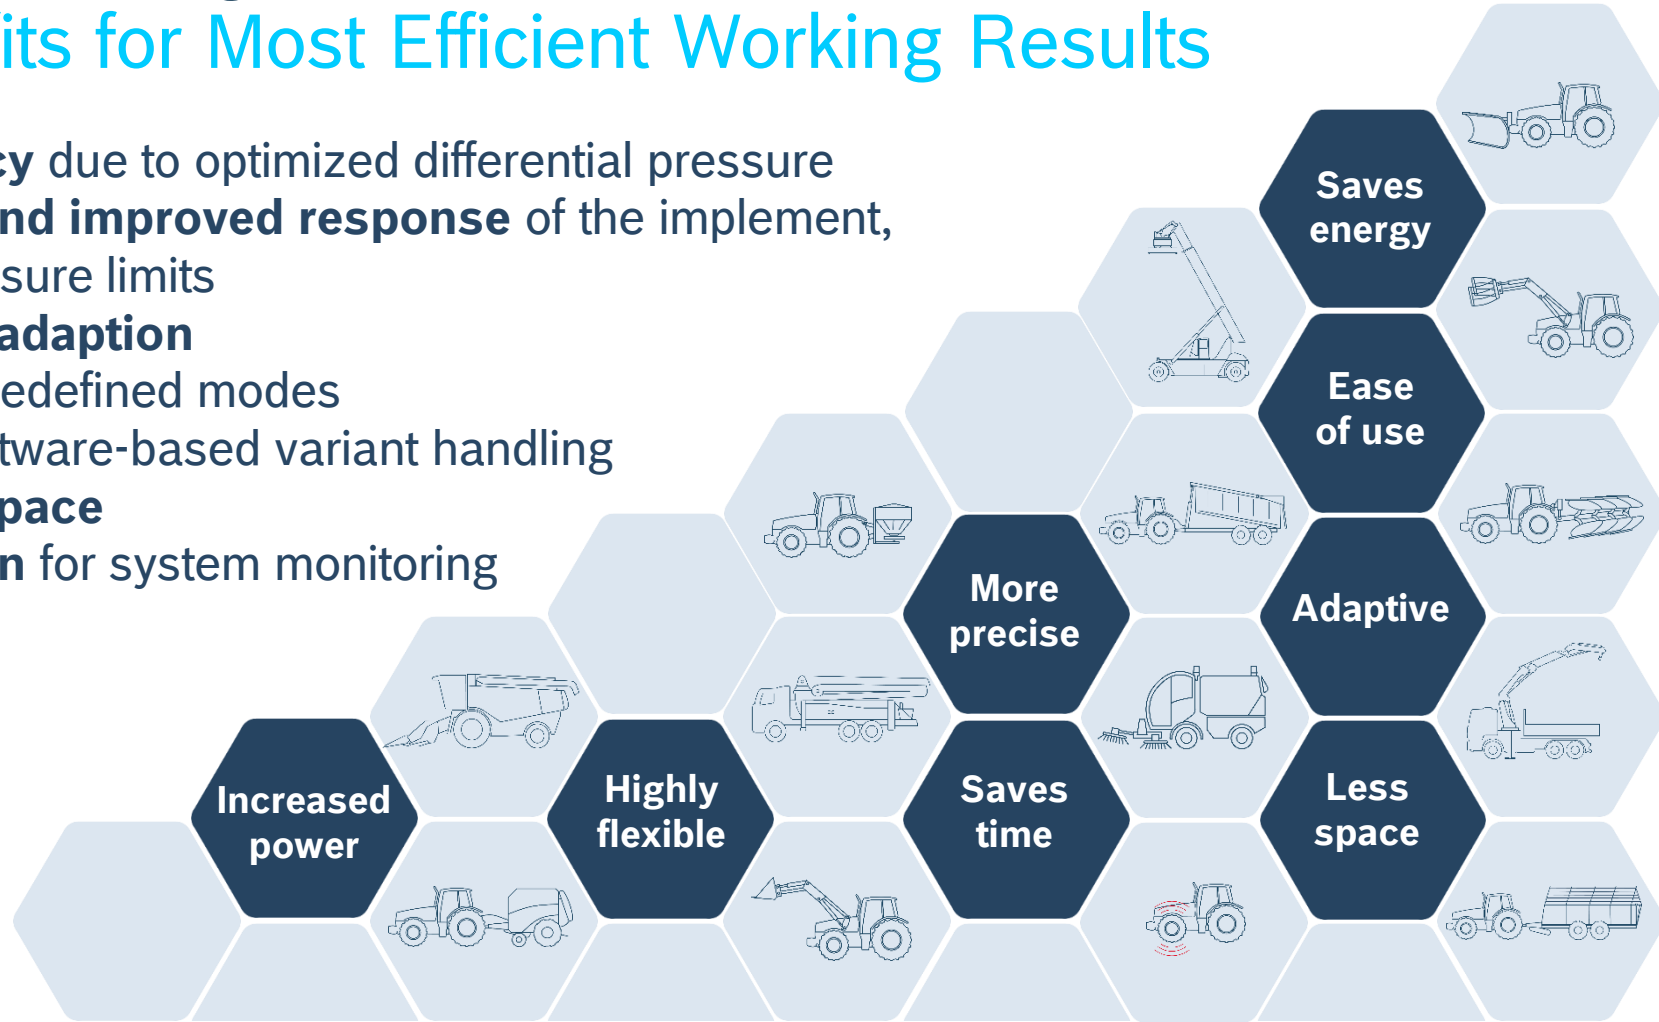 its for Most Efficient Working Results
cy due to optimized differential pressure
nd improved response of the implement,
sure limits
adaption
edefined modes
tware-based variant handling
pace
n for system monitoring
Saves
energy
Ease
of use
More
precise
Adaptive
Increased
power
Highly
flexible
Saves
time
Less
space